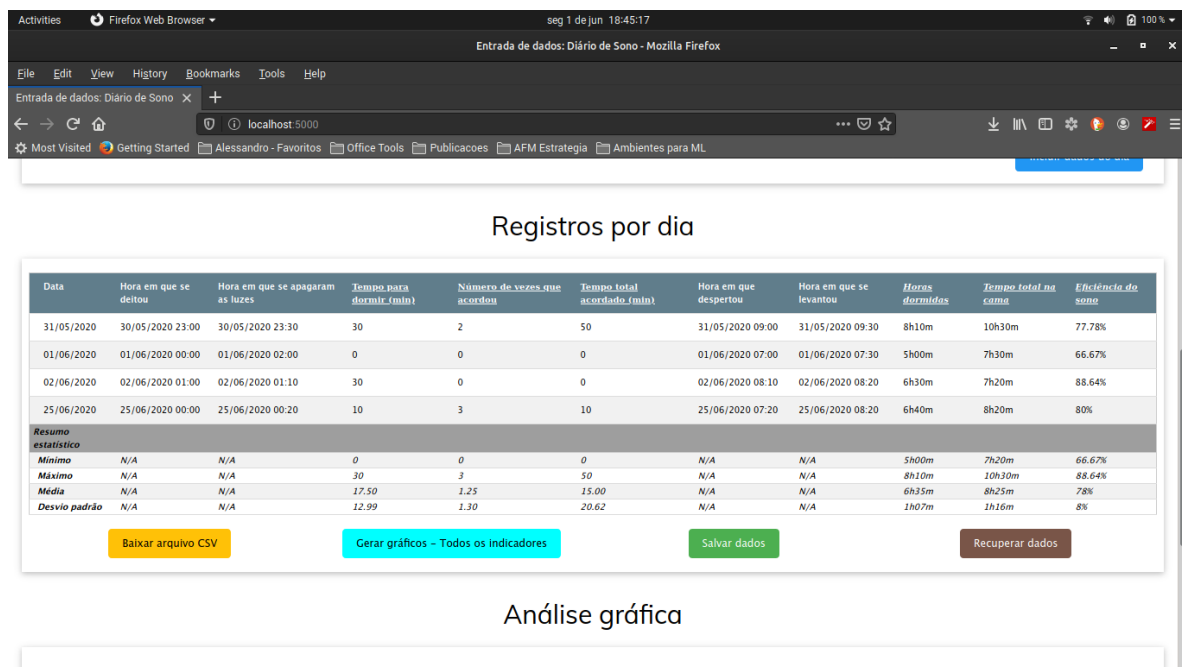 Activities Firefox Web Browser seg 1 de jun 18:45:17 100 %
Entrada de dados: Diário de Sono - Mozilla Firefox
File Edit View History Bookmarks Tools Help
Entrada de dados: Diário de Sono
localhost:5000
Most Visited Getting Started Alessandro - Favoritos Office Tools Publicacoes AFM Estrategia Ambientes para ML
Registros por dia
Data Hora em que se deitou Hora em que se apagaram as luzes Tempo para dormir (min) Número de vezes que acordou Tempo total acordado (min) Hora em que despertou Hora em que se levantou Horas dormidas Tempo total na cama Eficiência do sono
31/05/2020 30/05/2020 23:00 30/05/2020 23:30 30 2 50 31/05/2020 09:00 31/05/2020 09:30 8h10m 10h30m 77.78%
01/06/2020 01/06/2020 00:00 01/06/2020 02:00 0 0 0 01/06/2020 07:00 01/06/2020 07:30 5h00m 7h30m 66.67%
02/06/2020 02/06/2020 01:00 02/06/2020 01:10 30 0 0 02/06/2020 08:10 02/06/2020 08:20 6h30m 7h20m 88.64%
25/06/2020 25/06/2020 00:00 25/06/2020 00:20 10 3 10 25/06/2020 07:20 25/06/2020 08:20 6h40m 8h20m 80%
Resumo estatístico
Mínimo N/A N/A 0 0 0 N/A N/A 5h00m 7h20m 66.67%
Máximo N/A N/A 30 3 50 N/A N/A 8h10m 10h30m 88.64%
Média N/A N/A 17.50 1.25 15.00 N/A N/A 6h35m 8h25m 78%
Desvio padrão N/A N/A 12.99 1.30 20.62 N/A N/A 1h07m 1h16m 8%
Baixar arquivo CSV Gerar gráficos – Todos os indicadores Salvar dados Recuperar dados
Análise gráfica